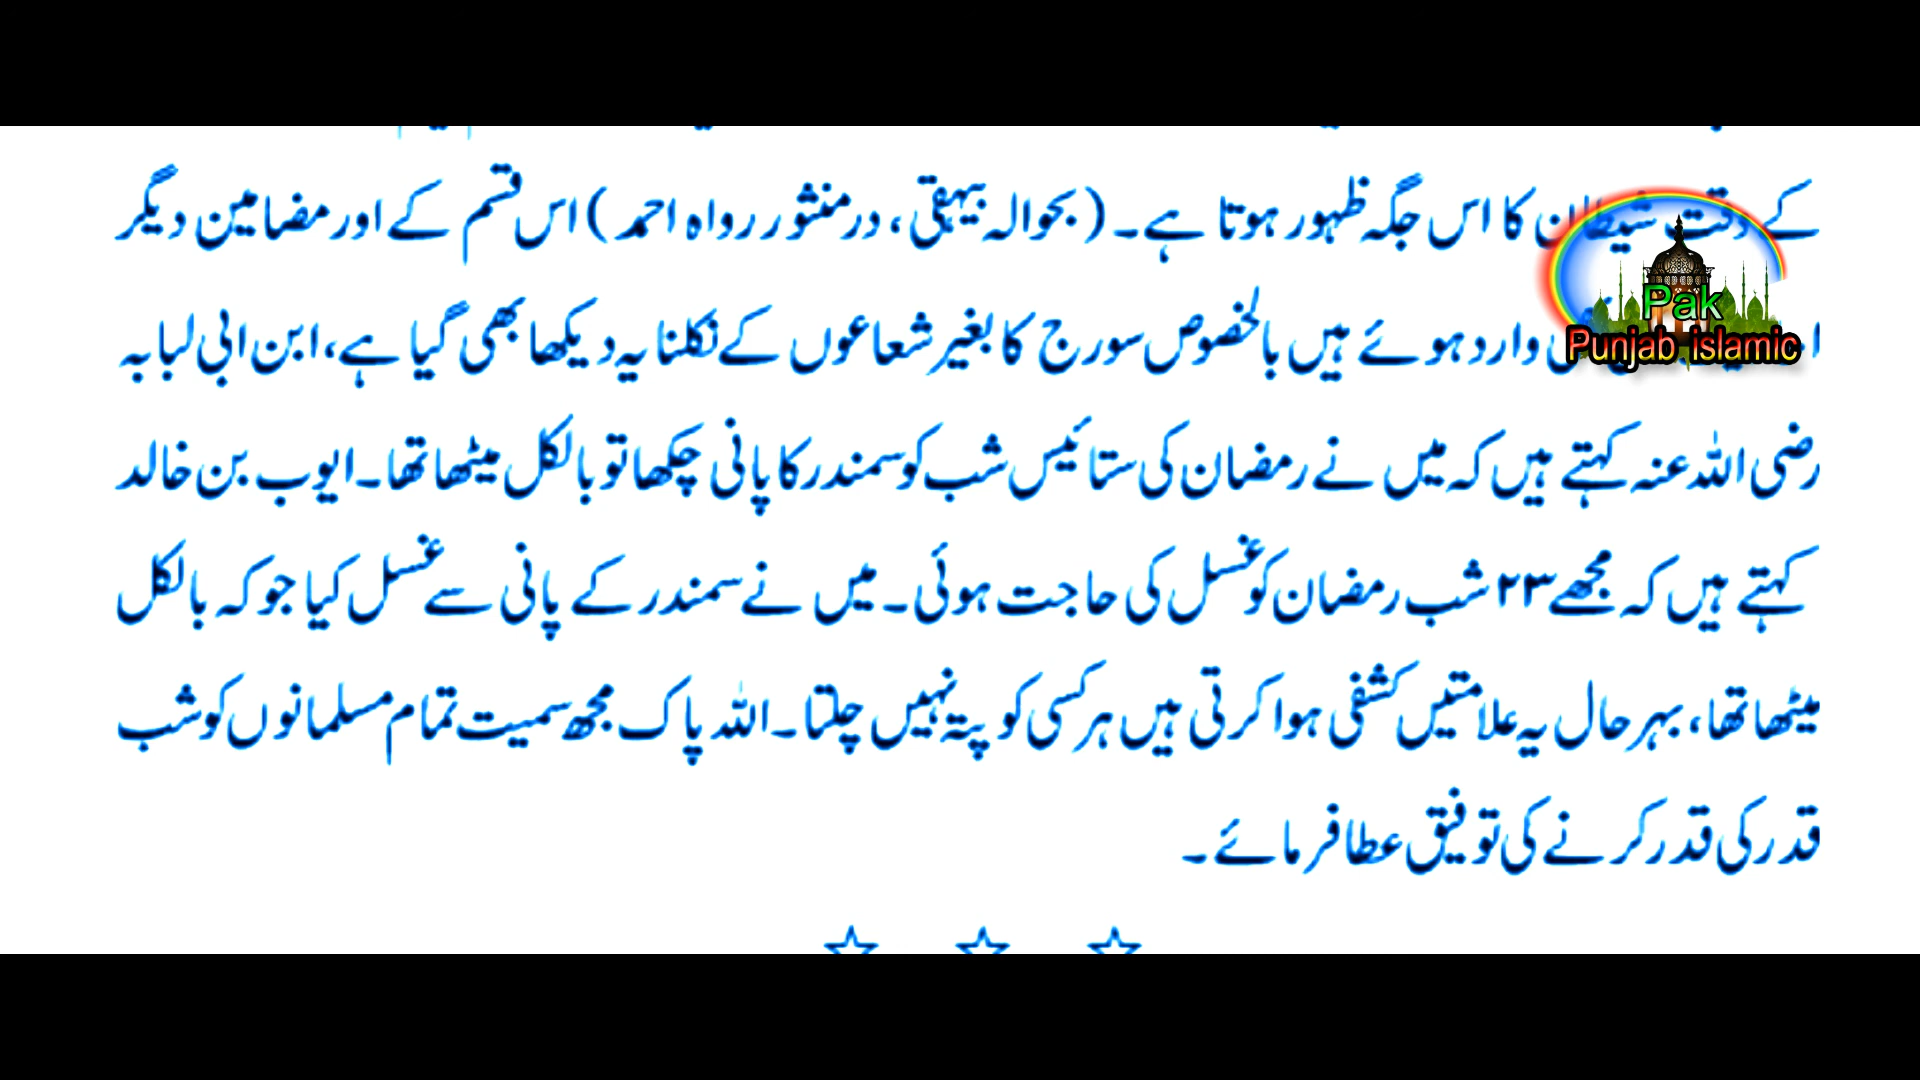 کے وقت شیطان کا اس جگہ ظہور ہوتا ہے۔ (بحوالہ بیہقی، درمنثور رواہ احمد) اس قسم کے اور مضامین دیگر
وارد ہوئے ہیں بالخصوص سورج کا بغیر شعاعوں کے نکلنا یہ دیکھا بھی گیا ہے، ابن ابی لبابہ
رضی اللہ عنہ کہتے ہیں کہ میں نے رمضان کی ستائیس شب کو سمندر کا پانی چکھا تو بالکل میٹھا تھا۔ ایوب بن خالد
کہتے ہیں کہ مجھے ۲۳ شب رمضان کو غسل کی حاجت ہوئی۔ میں نے سمندر کے پانی سے غسل کیا جو کہ بالکل
میٹھا تھا، بہر حال یہ علامتیں کشفی ہوا کرتی ہیں ہر کسی کو پتہ نہیں چلتا۔ اللہ پاک مجھ سمیت تمام مسلمانوں کو شب
قدر کی قدر کرنے کی توفیق عطا فرمائے۔
Pak
Punjab islamic